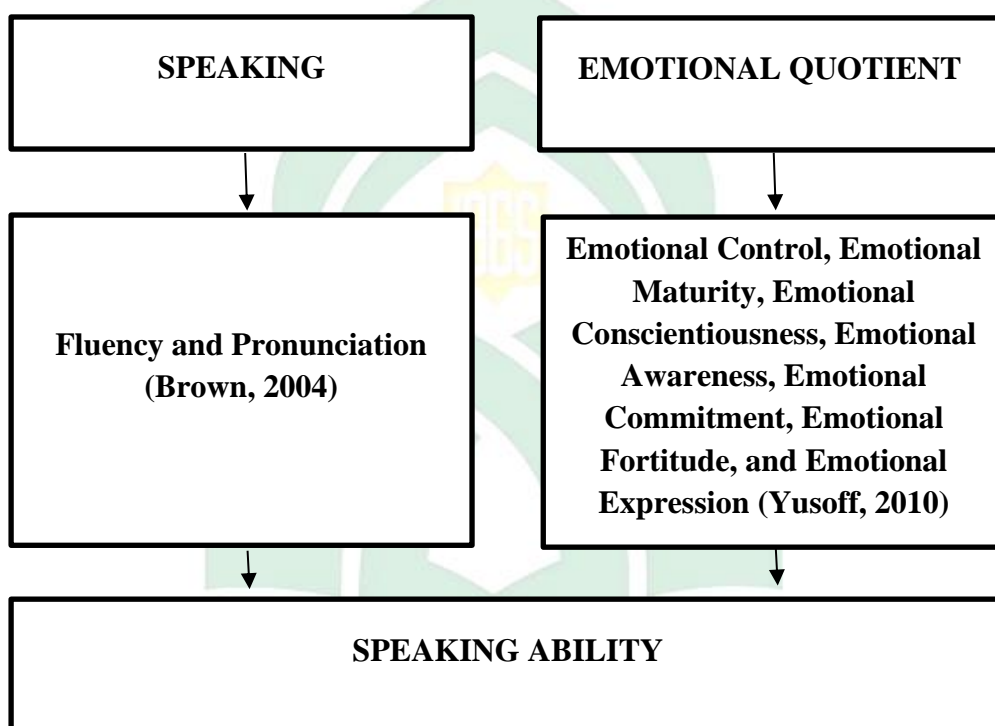 SPEAKING
EMOTIONAL QUOTIENT
Fluency and Pronunciation
(Brown, 2004)
Emotional Control, Emotional
Maturity, Emotional
Conscientiousness, Emotional
Awareness, Emotional
Commitment, Emotional
Fortitude, and Emotional
Expression (Yusoff, 2010)
SPEAKING ABILITY